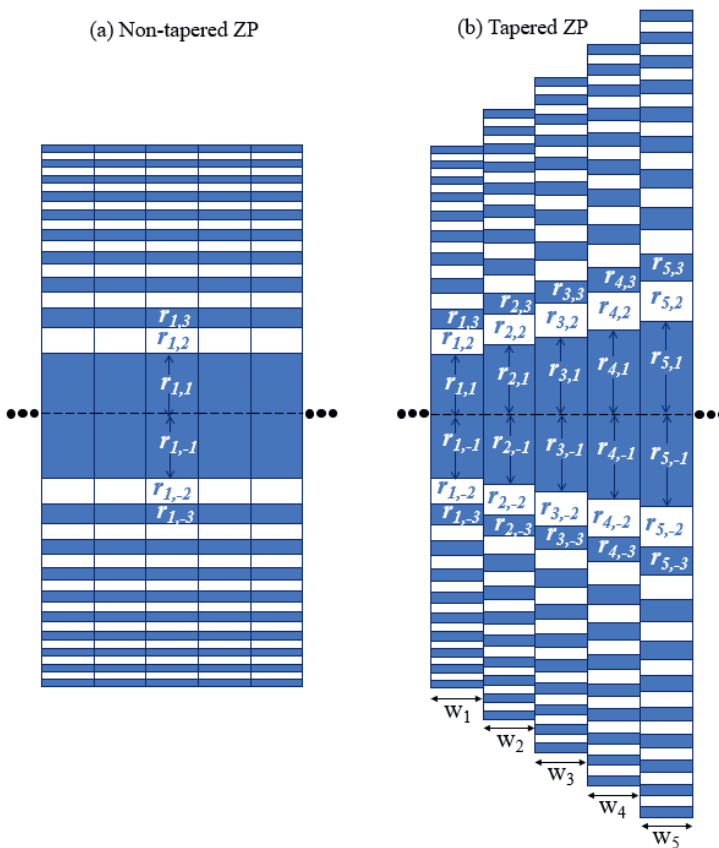 (a) Non-tapered ZP
(b) Tapered ZP
r1,3
r1,2
r1,1
r1,-1
r1,-2
r1,-3
r1,3
r1,2
r1,1
r1,-1
r1,-2
r1,-3
r2,3
r2,2
r2,1
r2,-1
r2,-2
r2,-3
r3,3
r3,2
r3,1
r3,-1
r3,-2
r3,-3
r4,3
r4,2
r4,1
r4,-1
r4,-2
r4,-3
r5,3
r5,2
r5,1
r5,-1
r5,-2
r5,-3
w1
w2
w3
w4
w5